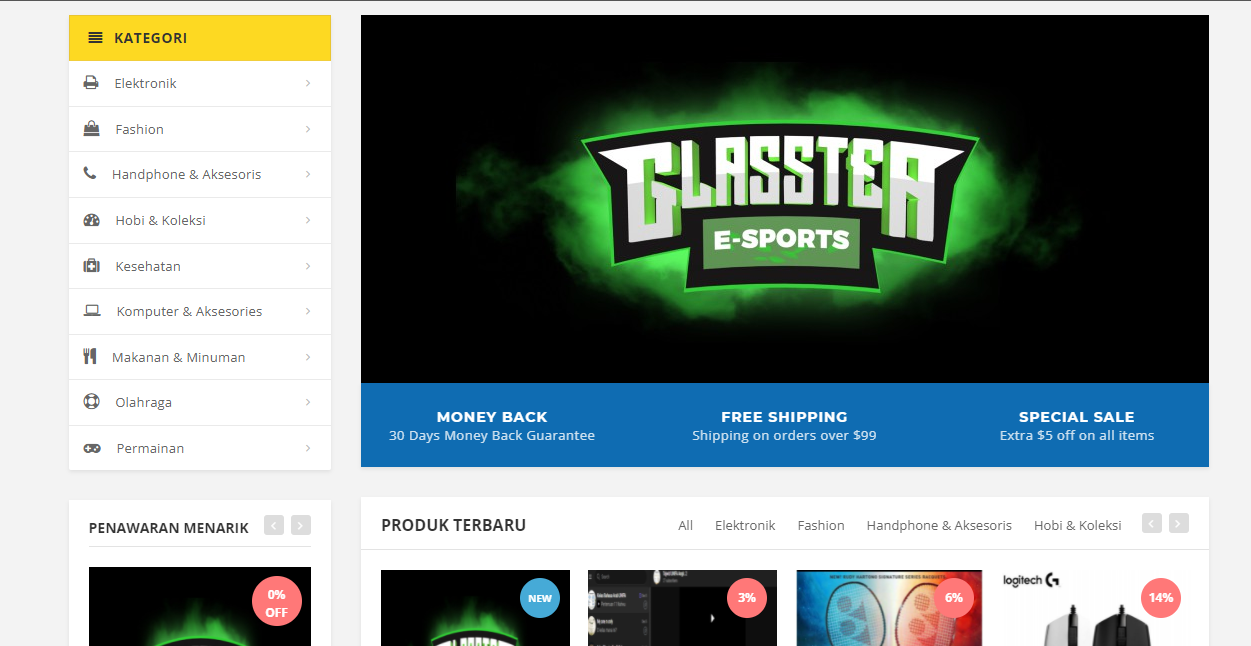 KATEGORI
Elektronik
Fashion
Handphone & Aksesoris
Hobi & Koleksi
Kesehatan
Komputer & Aksesories
Makanan & Minuman
Olahraga
Permainan
GLASSTER
E-SPORTS
MONEY BACK
30 Days Money Back Guarantee
FREE SHIPPING
Shipping on orders over $99
SPECIAL SALE
Extra $5 off on all items
PENAWARAN MENARIK
0%
OFF
PRODUK TERBARU
All Elektronik Fashion Handphone & Aksesoris Hobi & Koleksi
NEW
3%
6%
logitech G
14%